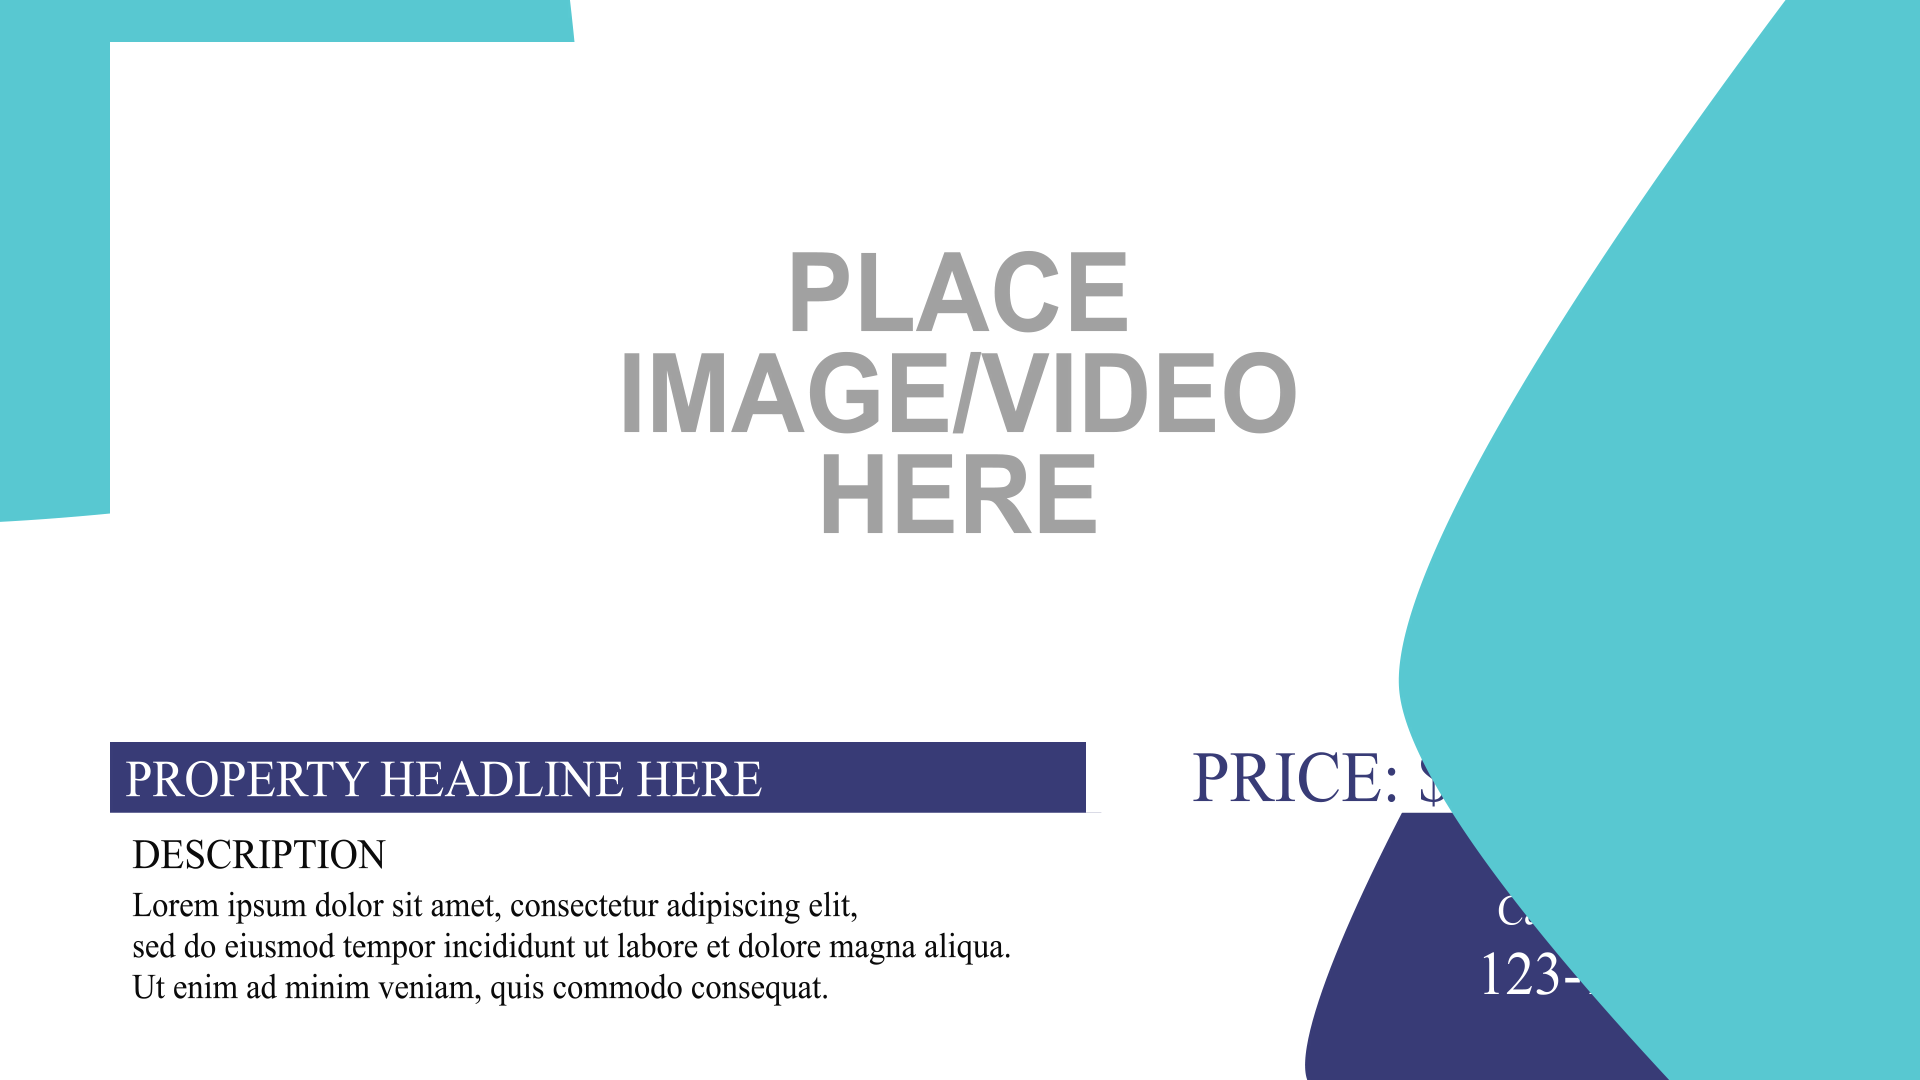 PLACE
IMAGE/VIDEO
HERE
PROPERTY HEADLINE HERE
PRICE: $
DESCRIPTION
Lorem ipsum dolor sit amet, consectetur adipiscing elit,
sed do eiusmod tempor incididunt ut labore et dolore magna aliqua.
Ut enim ad minim veniam, quis commodo consequat.
123-